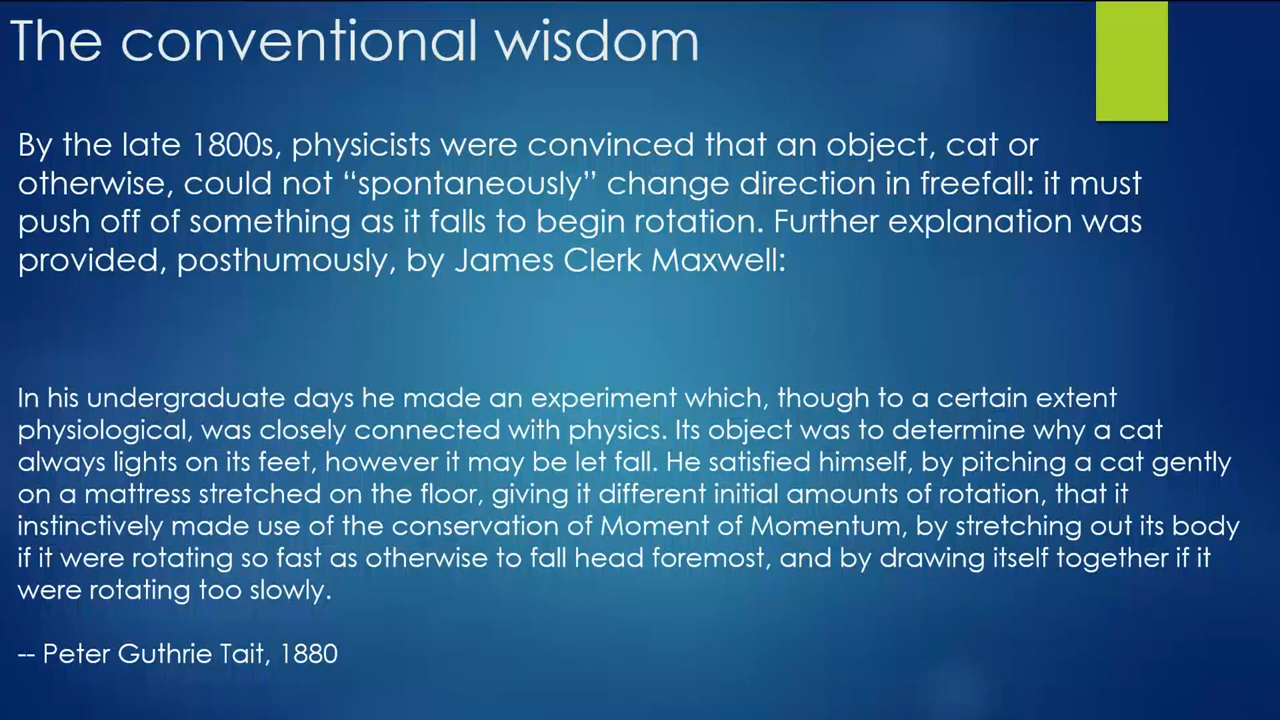 The conventional wisdom
By the late 1800s, physicists were convinced that an object, cat or
otherwise, could not “spontaneously” change direction in freefall: it must
push off of something as it falls to begin rotation. Further explanation was
provided, posthumously, by James Clerk Maxwell:
In his undergraduate days he made an experiment which, though to a certain extent
physiological, was closely connected with physics. Its object was to determine why a cat
always lights on its feet, however it may be let fall. He satisfied himself, by pitching a cat gently
on a mattress stretched on the floor, giving it different initial amounts of rotation, that it
instinctively made use of the conservation of Moment of Momentum, by stretching out its body
if it were rotating so fast as otherwise to fall head foremost, and by drawing itself together if it
were rotating too slowly.
-- Peter Guthrie Tait, 1880